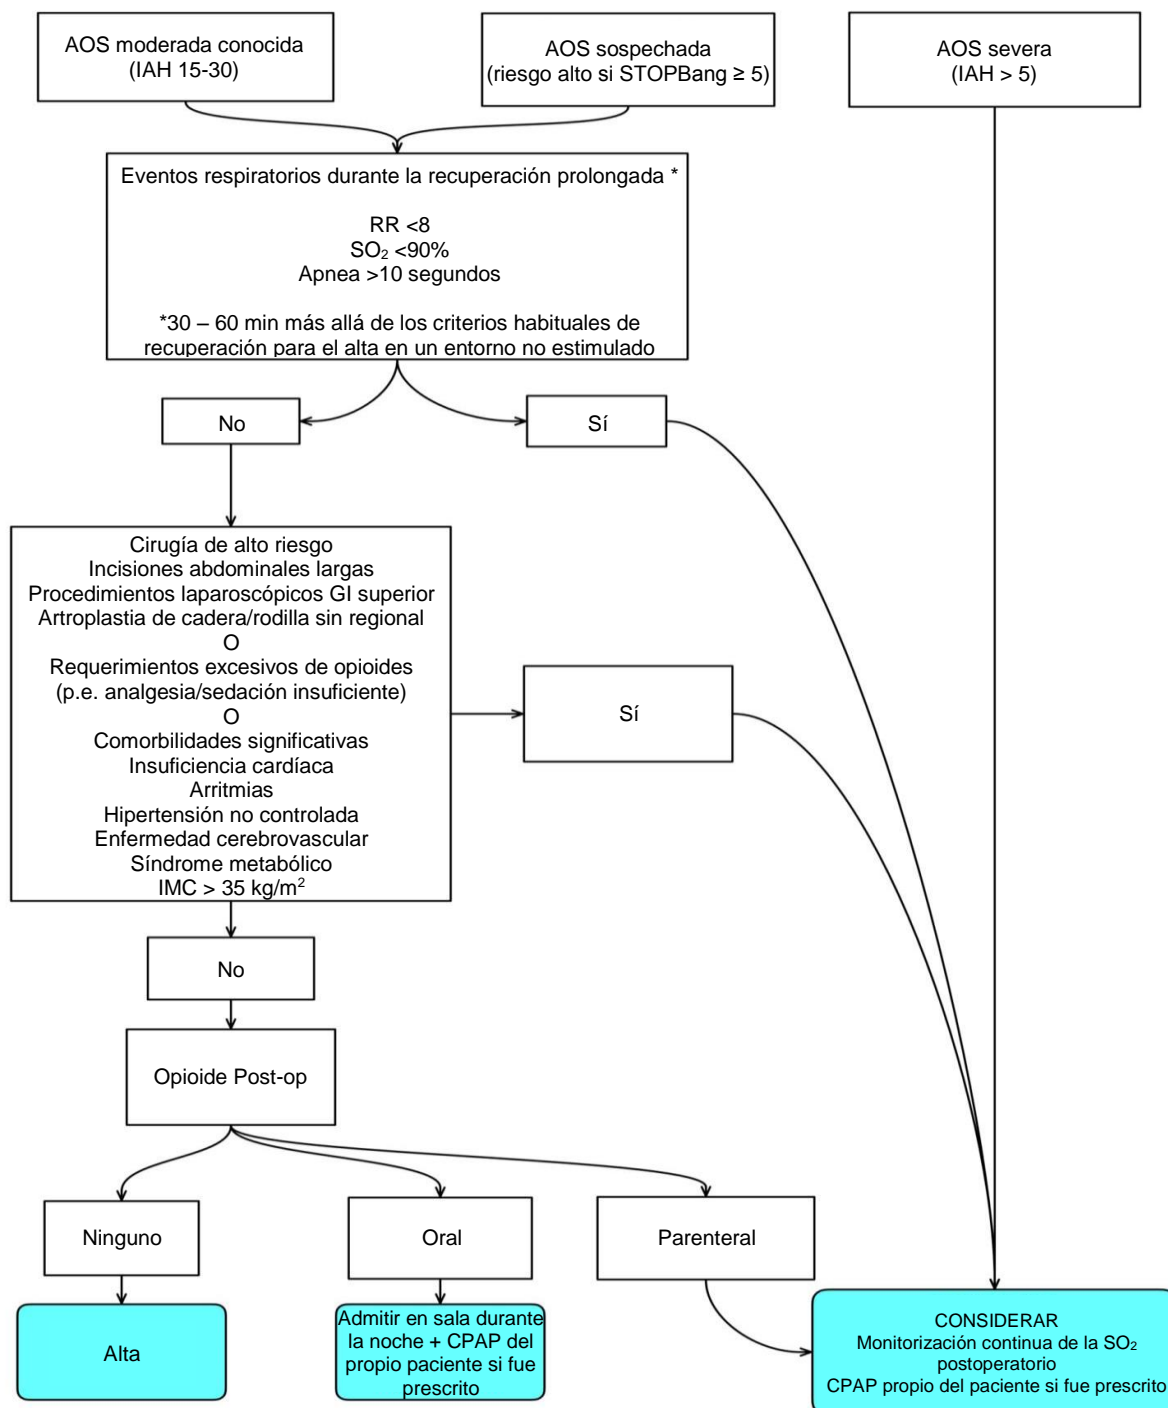 AOS moderada conocida
(IAH 15-30)
AOS sospechada
(riesgo alto si STOPBang ≥ 5)
AOS severa
(IAH > 5)
Eventos respiratorios durante la recuperación prolongada *
RR <8
SO₂ <90%
Apnea >10 segundos
*30 – 60 min más allá de los criterios habituales de
recuperación para el alta en un entorno no estimulado
No
Sí
Cirugía de alto riesgo
Incisiones abdominales largas
Procedimientos laparoscópicos GI superior
Artroplastia de cadera/rodilla sin regional
O
Requerimientos excesivos de opioides
(p.e. analgesia/sedación insuficiente)
O
Comorbilidades significativas
Insuficiencia cardíaca
Arritmias
Hipertensión no controlada
Enfermedad cerebrovascular
Síndrome metabólico
IMC > 35 kg/m²
Sí
No
Opioide Post-op
Ninguno
Oral
Parenteral
Alta
Admitir en sala durante
la noche + CPAP del
propio paciente si fue
prescrito
CONSIDERAR
Monitorización continua de la SO₂
postoperatorio
CPAP propio del paciente si fue prescrito